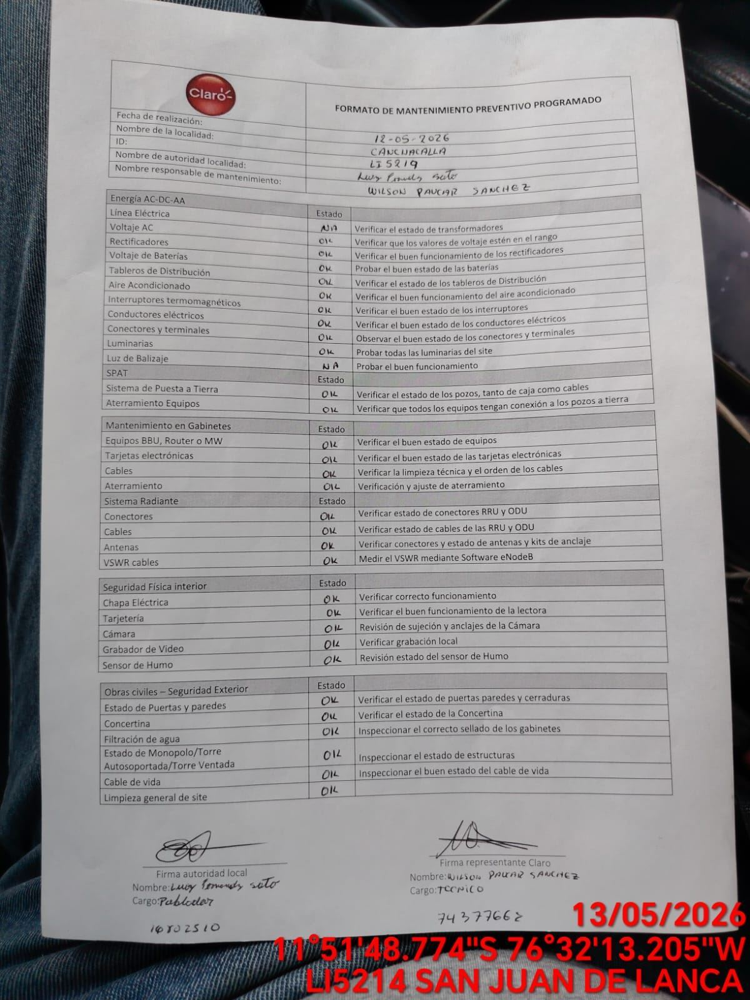 Claro
FORMATO DE MANTENIMIENTO PREVENTIVO PROGRAMADO
Fecha de realización: 12-05-2026
Nombre de la localidad: CANCHACALLA
ID: LI5219
Nombre de autoridad localidad: Luis soto
Nombre responsable de mantenimiento: WILSON PAUCAR SANCHEZ
Energía AC-DC-AA Estado
Línea Eléctrica NA Verificar el estado de transformadores
Voltaje AC OK Verificar que los valores de voltaje estén en el rango
Rectificadores OK Verificar el buen funcionamiento de los rectificadores
Voltaje de Baterías OK Probar el buen estado de las baterías
Tableros de Distribución OK Verificar el estado de los tableros de Distribución
Aire Acondicionado OK Verificar el buen funcionamiento del aire acondicionado
Interruptores termomagnéticos OK Verificar el buen estado de los interruptores
Conductores eléctricos OK Verificar el buen estado de los conductores eléctricos
Conectores y terminales OK Observar el buen estado de los conectores y terminales
Luminarias OK Probar todas las luminarias del site
Luz de Balizaje NA Probar el buen funcionamiento
SPAT Estado
Sistema de Puesta a Tierra OK Verificar el estado de los pozos, tanto de caja como cables
Aterramiento Equipos OK Verificar que todos los equipos tengan conexión a los pozos a tierra
Mantenimiento en Gabinetes Estado
Equipos BBU, Router o MW OK Verificar el buen estado de equipos
Tarjetas electrónicas OK Verificar el buen estado de las tarjetas electrónicas
Cables OK Verificar la limpieza técnica y el orden de los cables
Aterramiento OK Verificación y ajuste de aterramiento
Sistema Radiante Estado
Conectores OK Verificar estado de conectores RRU y ODU
Cables OK Verificar estado de cables de las RRU y ODU
Antenas OK Verificar conectores y estado de antenas y kits de anclaje
VSWR cables OK Medir el VSWR mediante Software eNodeB
Seguridad Física interior Estado
Chapa Eléctrica OK Verificar correcto funcionamiento
Tarjetería OK Verificar el buen funcionamiento de la lectora
Cámara OK Revisión de sujeción y anclajes de la Cámara
Grabador de Video OK Verificar grabación local
Sensor de Humo OK Revisión estado del sensor de Humo
Obras civiles – Seguridad Exterior Estado
Estado de Puertas y paredes OK Verificar el estado de puertas paredes y cerraduras
Concertina OK Verificar el estado de la Concertina
Filtración de agua OK Inspeccionar el correcto sellado de los gabinetes
Estado de Monopolo/Torre
Autosoportada/Torre Ventada OK Inspeccionar el estado de estructuras
Cable de vida OK Inspeccionar el buen estado del cable de vida
Limpieza general de site OK
Firma autoridad local
Nombre: soto
Cargo: Poblador
Firma representante Claro
Nombre: WILSON PAUCAR SANCHEZ
Cargo: TECNICO
74377662
13/05/2026
11°51'48.774"S 76°32'13.205"W
LI5214 SAN JUAN DE LANCA